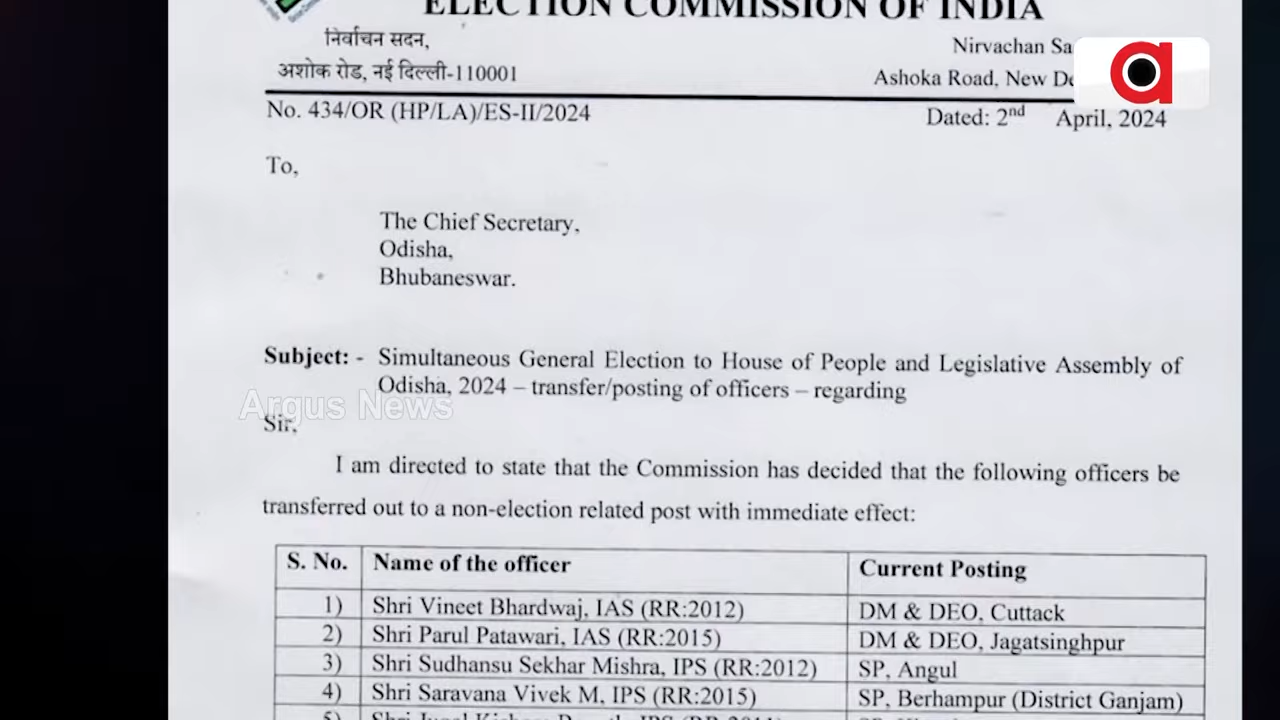 ELECTION COMMISSION OF INDIA
निर्वाचन सदन,
अशोक रोड, नई दिल्ली-110001
Nirvachan
Ashoka Road, New
No. 434/OR (HP/LA)/ES-II/2024
Dated: 2nd April, 2024
To,
The Chief Secretary,
Odisha,
Bhubaneswar.
Subject: - Simultaneous General Election to House of People and Legislative Assembly of
Odisha, 2024 – transfer/posting of officers – regarding
Argus News
Sir,
I am directed to state that the Commission has decided that the following officers be
transferred out to a non-election related post with immediate effect:
S. No. Name of the officer Current Posting
1) Shri Vineet Bhardwaj, IAS (RR:2012) DM & DEO, Cuttack
2) Shri Parul Patawari, IAS (RR:2015) DM & DEO, Jagatsinghpur
3) Shri Sudhansu Sekhar Mishra, IPS (RR:2012) SP, Angul
4) Shri Saravana Vivek M, IPS (RR:2015) SP, Berhampur (District Ganjam)